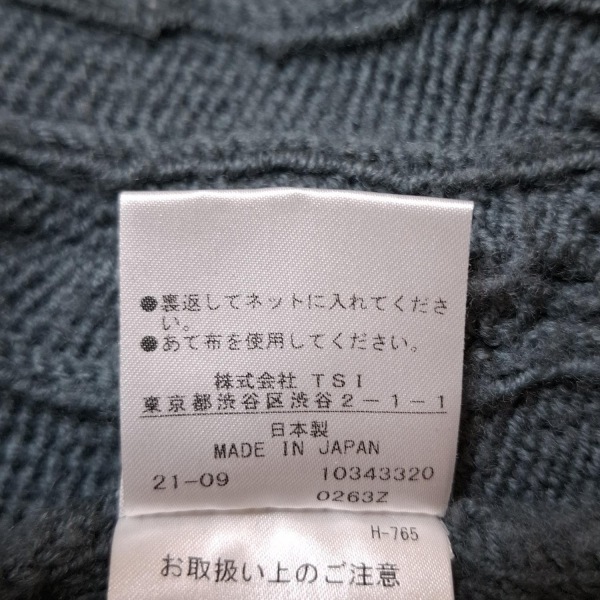 ●裏返してネットに入れてくださ
い。
●あて布を使用してください。
株式会社 TSI
東京都渋谷区渋谷2-1-1
日本製
MADE IN JAPAN
21-09 10343320
0263Z
H-765
お取扱い上のご注意